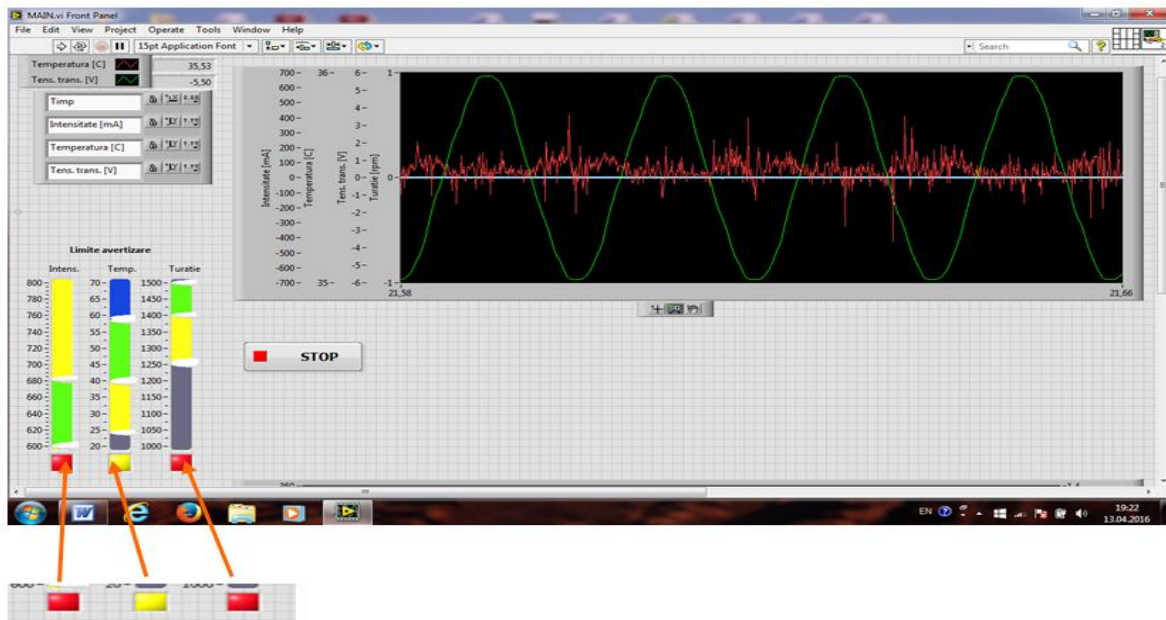 MAIN.vi Front Panel
File Edit View Project Operate Tools Window Help
15pt Application Font
Search
Temperatura [C] 35,53
Tens. trans. [V] -5,50
Timp
Intensitate [mA]
Temperatura [C]
Tens. trans. [V]
700 36 6 1
600 5
500
400 4
300 3
200 2
100 1
0 0 0
-100 -1
-200 -2
-300 -3
-400 -4
-500 -5
-600
-700 35 -6 -1
Intensitate [mA]
Temperatura [C]
Tens. trans. [V]
Turatie [rpm]
21,58 21,66
Limite avertizare
Intens. Temp. Turatie
800 70 1500
780 65 1450
760 60 1400
740 55 1350
720 50 1300
700 45 1250
680 40 1200
660 35 1150
640 30 1100
620 25 1050
600 20 1000
STOP
EN 19:22
13.04.2016